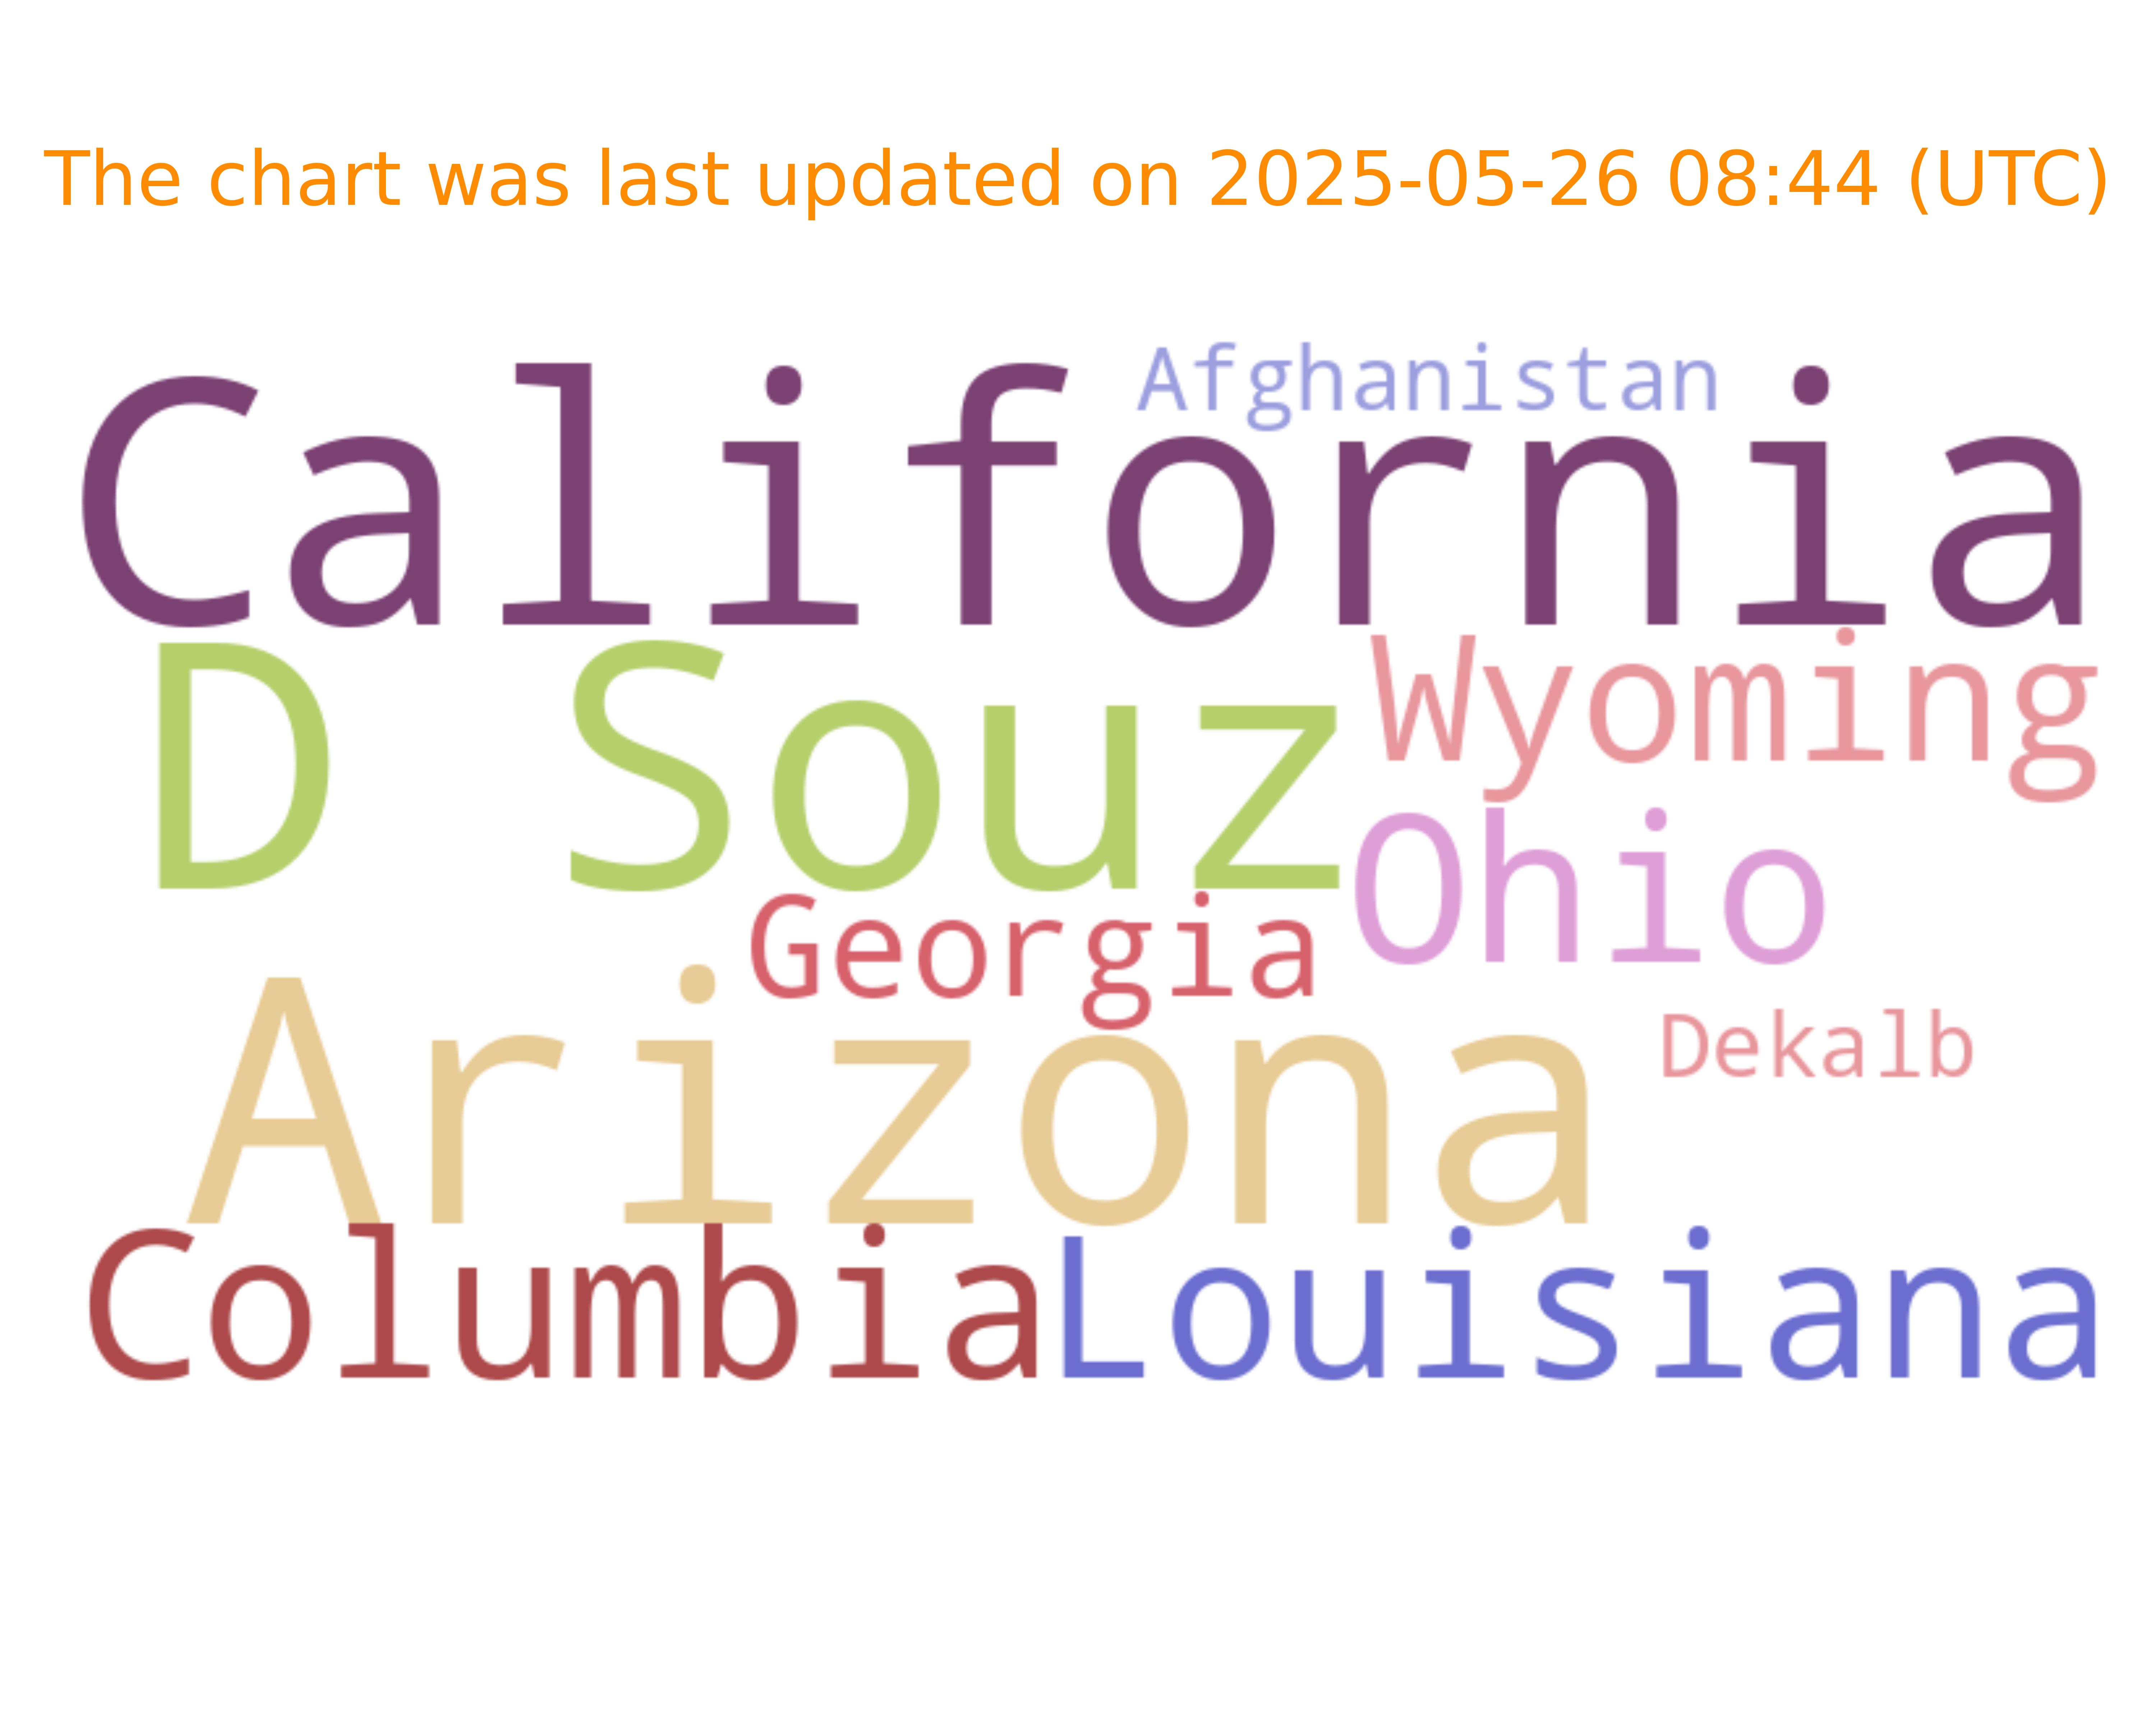 The chart was last updated on 2025-05-26 08:44 (UTC)
Afghanistan
California
D Souz
Wyoming
Ohio
Georgia
Arizona
Dekalb
Columbia
Louisiana